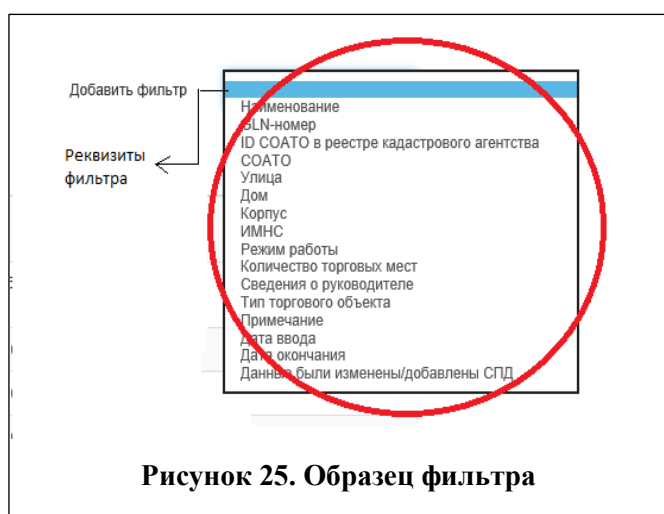 Добавить фильтр
Реквизиты
фильтра
Наименование
GLN-номер
ID СОАТО в реестре кадастрового агентства
СОАТО
Улица
Дом
Корпус
ИМНС
Режим работы
Количество торговых мест
Сведения о руководителе
Тип торгового объекта
Примечание
Дата ввода
Дата окончания
Данные были изменены/добавлены СПД
Рисунок 25. Образец фильтра